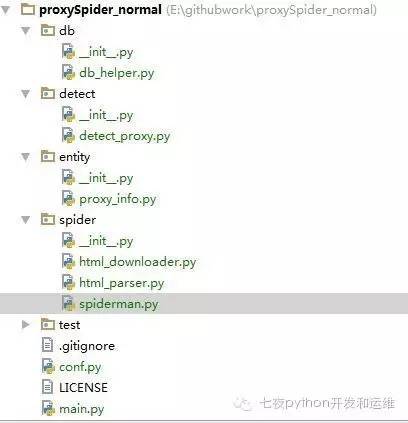 proxySpider_normal (E:\githubwork\proxySpider_normal)
db
__init__.py
db_helper.py
detect
__init__.py
detect_proxy.py
entity
__init__.py
proxy_info.py
spider
__init__.py
html_downloader.py
html_parser.py
spiderman.py
test
.gitignore
conf.py
LICENSE
main.py
七夜python开发和运维